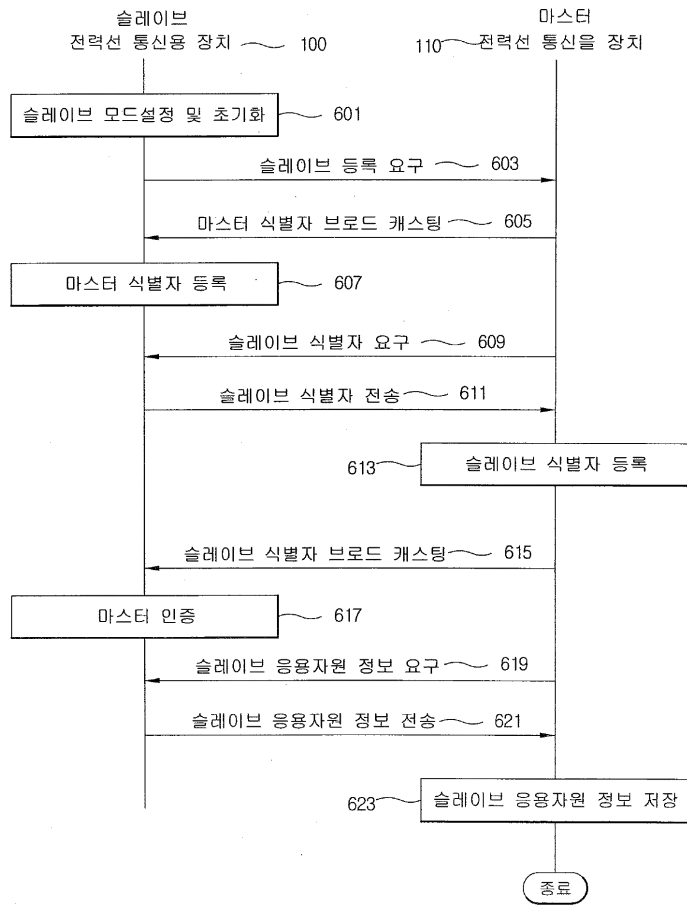 슬레이브
전력선 통신용 장치 100
마스터
110 전력선 통신을 장치
슬레이브 모드설정 및 초기화 601
슬레이브 등록 요구 603
마스터 식별자 브로드 캐스팅 605
마스터 식별자 등록 607
슬레이브 식별자 요구 609
슬레이브 식별자 전송 611
613 슬레이브 식별자 등록
슬레이브 식별자 브로드 캐스팅 615
마스터 인증 617
슬레이브 응용자원 정보 요구 619
슬레이브 응용자원 정보 전송 621
623 슬레이브 응용자원 정보 저장
종료